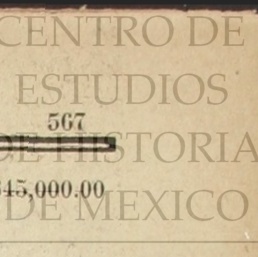 CENTRO DE
ESTUDIOS
567
DE HISTORIA
45,000.00
DE MEXICO